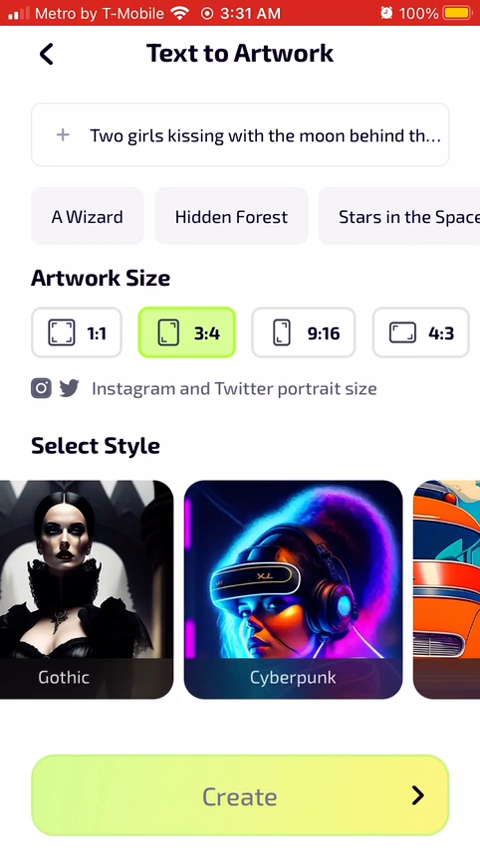 Metro by T-Mobile 3:31 AM 100%
Text to Artwork
+ Two girls kissing with the moon behind th...
A Wizard Hidden Forest Stars in the Space
Artwork Size
1:1 3:4 9:16 4:3
Instagram and Twitter portrait size
Select Style
Gothic Cyberpunk
Create